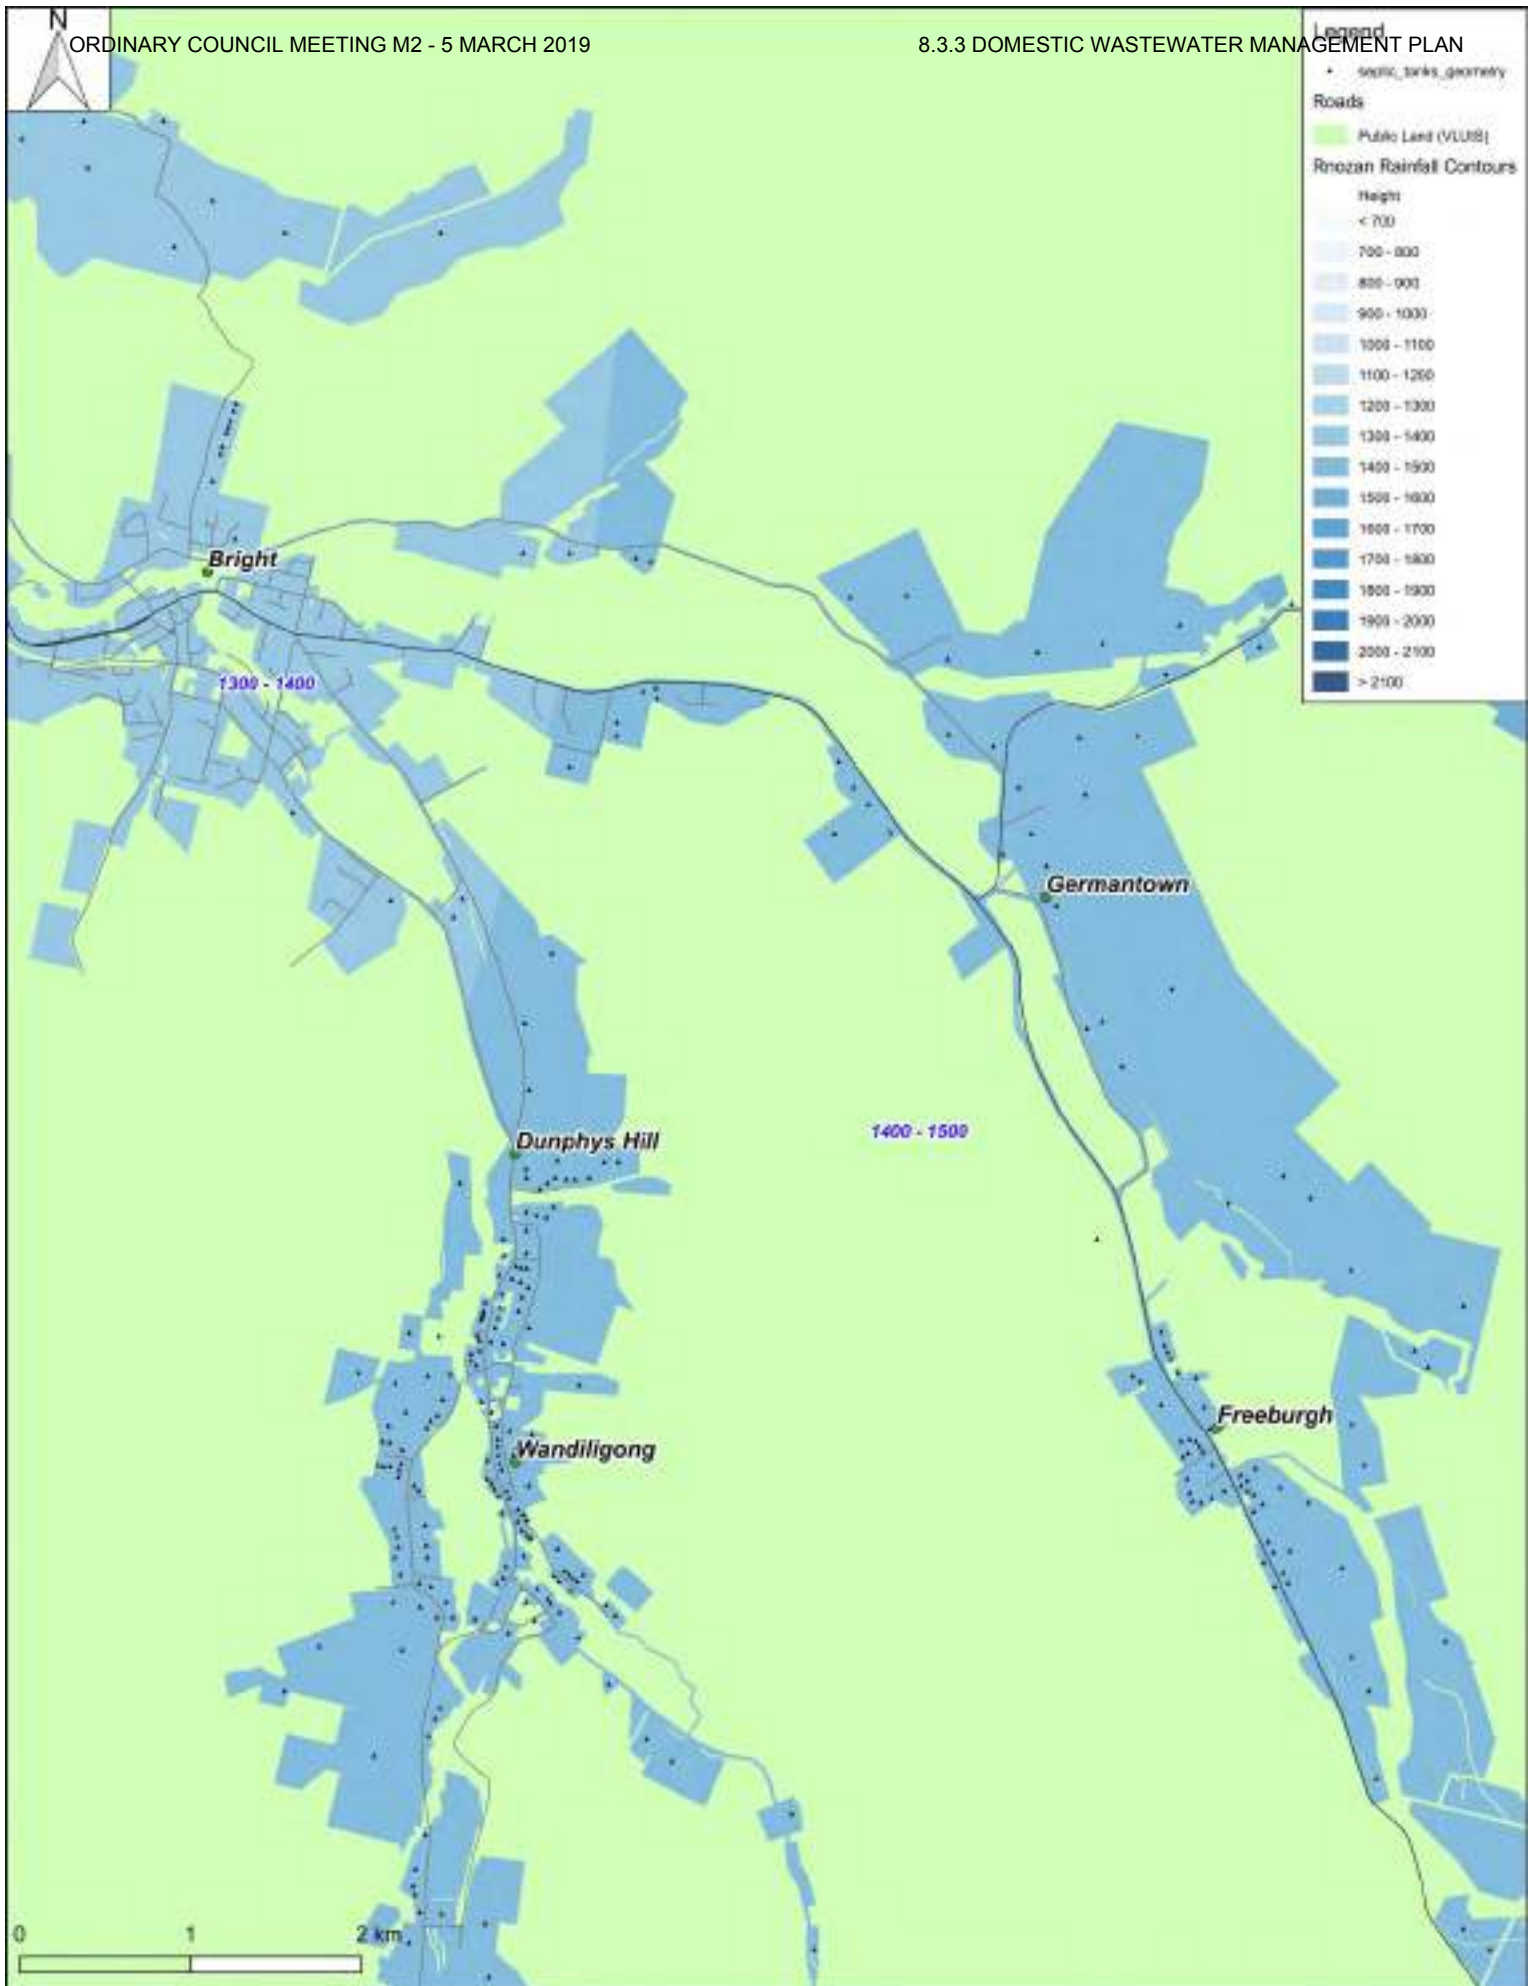 N
ORDINARY COUNCIL MEETING M2 - 5 MARCH 2019
8.3.3 DOMESTIC WASTEWATER MANAGEMENT PLAN
Legend
septic_tanks_geometry
Roads
Public Land (VLUIS)
Rnozan Rainfall Contours
Height
< 700
700 - 800
800 - 900
900 - 1000
1000 - 1100
1100 - 1200
1200 - 1300
1300 - 1400
1400 - 1500
1500 - 1600
1600 - 1700
1700 - 1800
1800 - 1900
1900 - 2000
2000 - 2100
> 2100
Bright
1300 - 1400
Germantown
1400 - 1500
Dunphys Hill
Freeburgh
Wandiligong
0 1 2 km